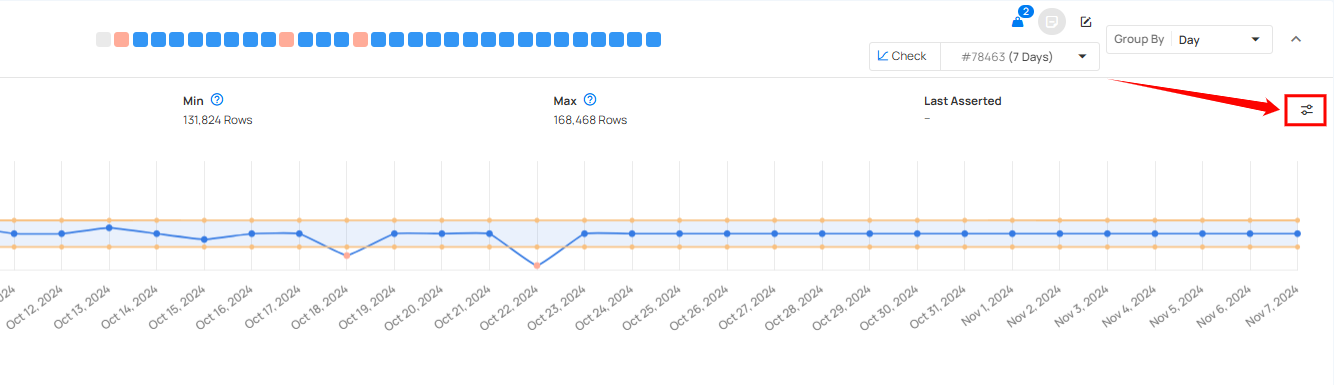 2
Check
#78463 (7 Days)
Group By
Day
Min
131,824 Rows
Max
168,468 Rows
Last Asserted
–
2024
Oct 12, 2024
Oct 13, 2024
Oct 14, 2024
Oct 15, 2024
Oct 16, 2024
Oct 17, 2024
Oct 18, 2024
Oct 19, 2024
Oct 20, 2024
Oct 21, 2024
Oct 22, 2024
Oct 23, 2024
Oct 24, 2024
Oct 25, 2024
Oct 26, 2024
Oct 27, 2024
Oct 28, 2024
Oct 29, 2024
Oct 30, 2024
Oct 31, 2024
Nov 1, 2024
Nov 2, 2024
Nov 3, 2024
Nov 4, 2024
Nov 5, 2024
Nov 6, 2024
Nov 7, 2024